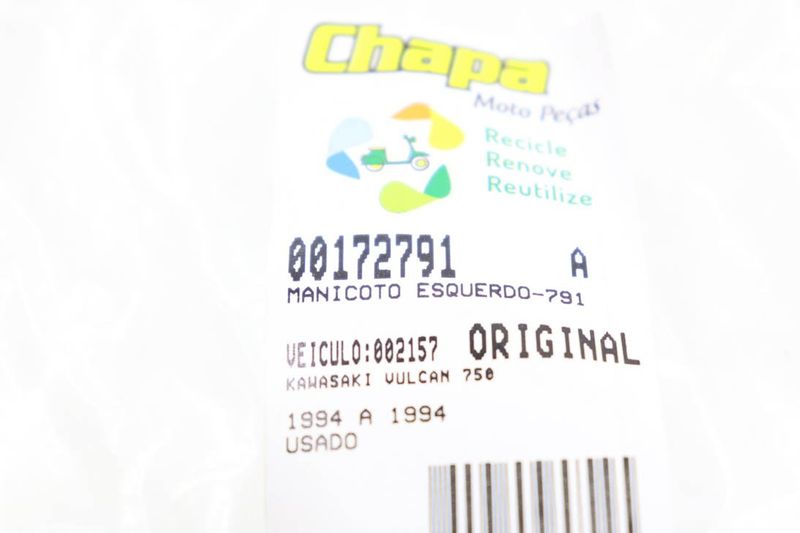 Chapa
Moto Peças
Recicle
Renove
Reutilize
00172791 A
MANICOTO ESQUERDO-791
VEICULO:002157 ORIGINAL
KAWASAKI VULCAN 750
1994 A 1994
USADO